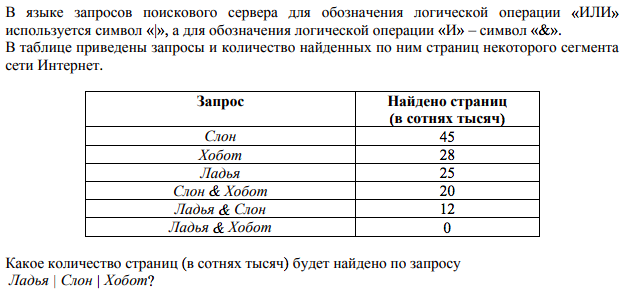 В языке запросов поискового сервера для обозначения логической операции «ИЛИ»
используется символ «|», а для обозначения логической операции «И» – символ «&».
В таблице приведены запросы и количество найденных по ним страниц некоторого сегмента
сети Интернет.
Запрос Найдено страниц
(в сотнях тысяч)
Слон 45
Хобот 28
Ладья 25
Слон & Хобот 20
Ладья & Слон 12
Ладья & Хобот 0
Какое количество страниц (в сотнях тысяч) будет найдено по запросу
Ладья | Слон | Хобот?